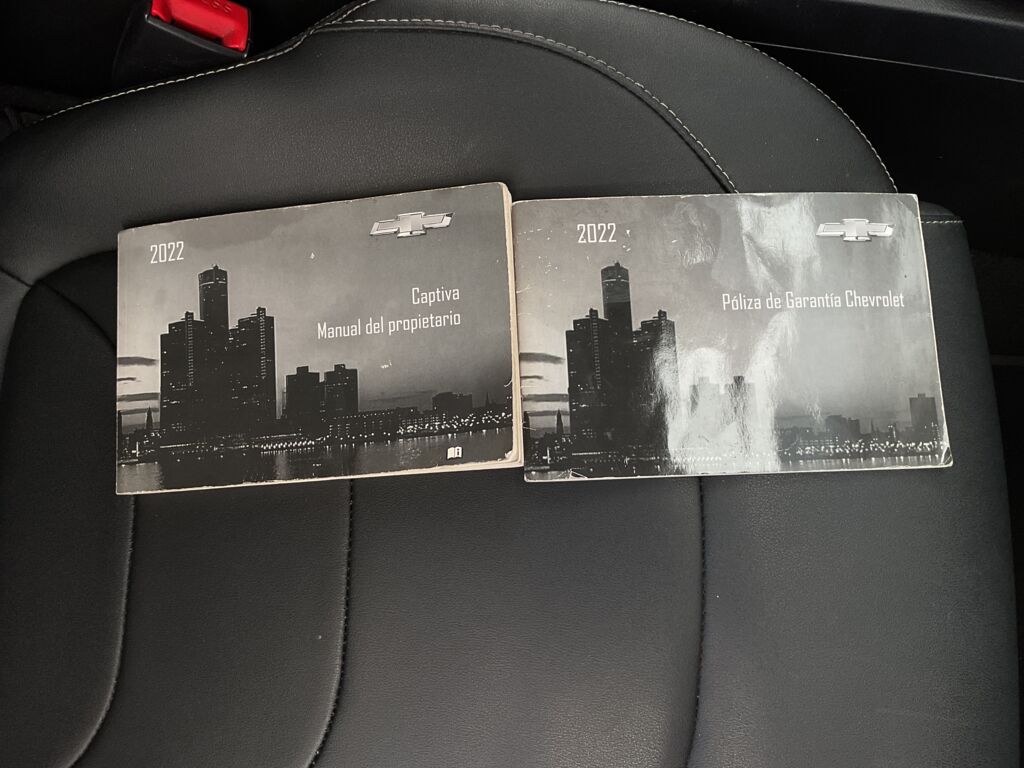 2022
Captiva
Manual del propietario
2022
Póliza de Garantía Chevrolet